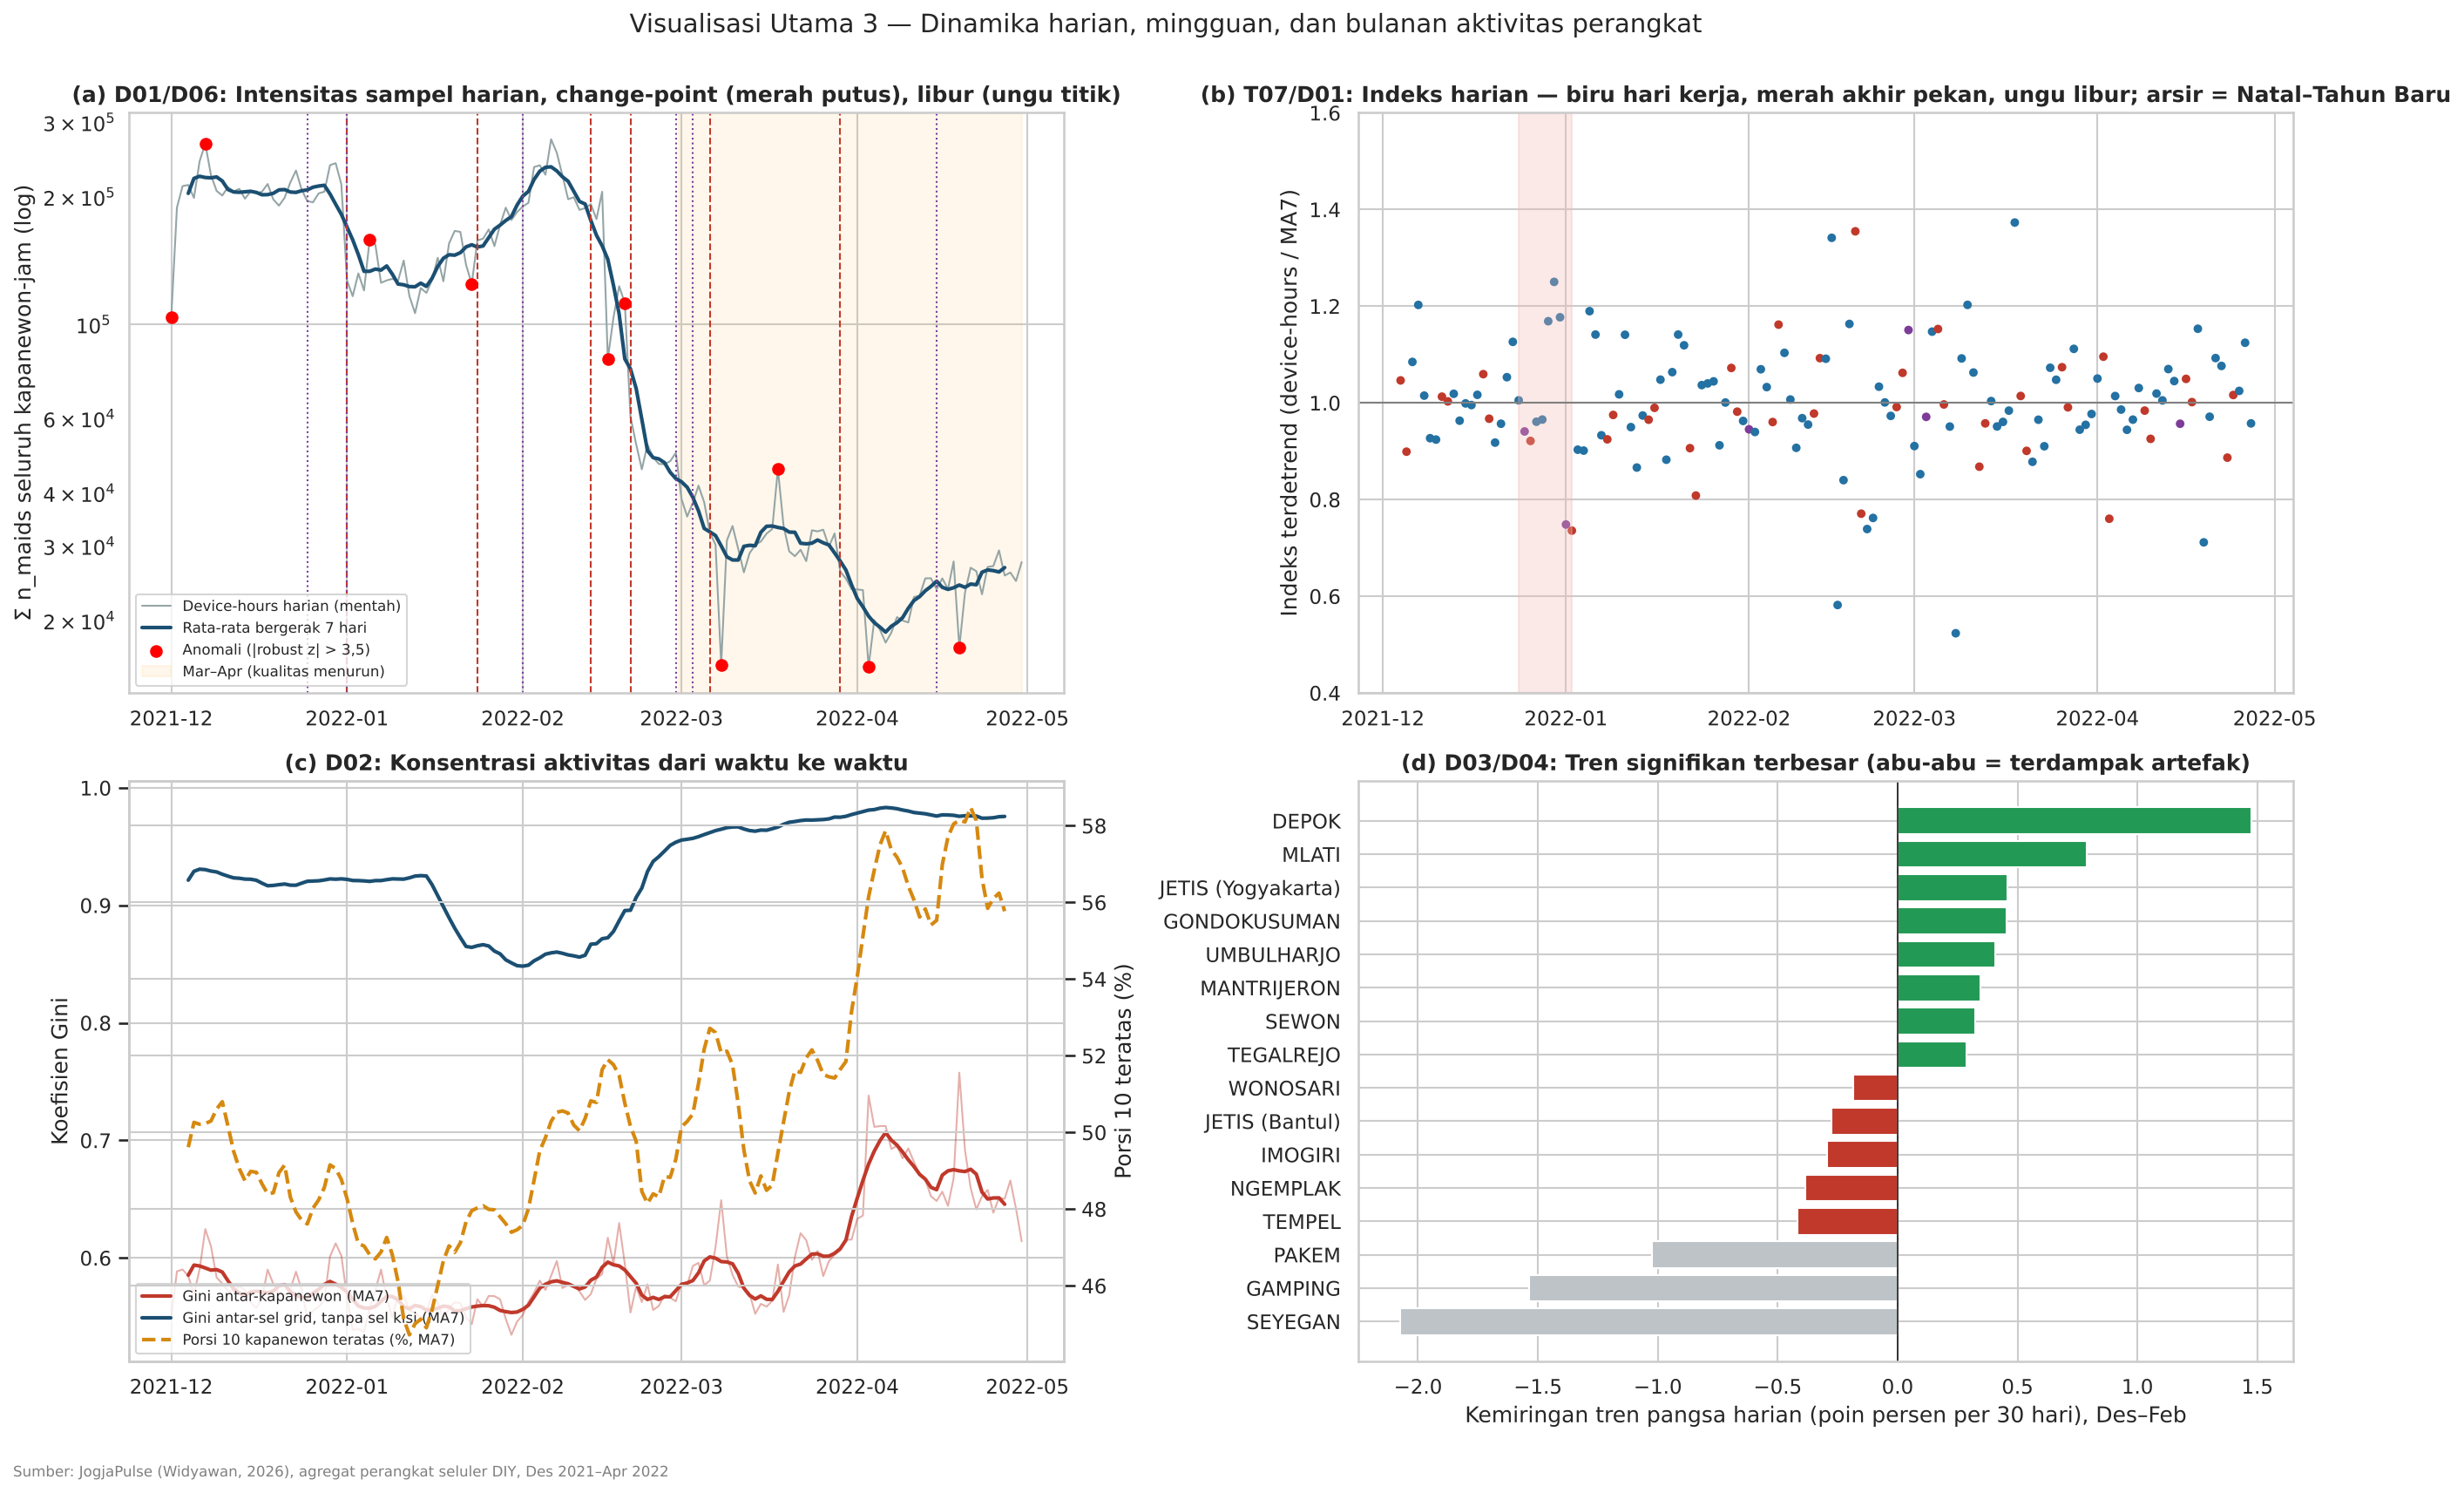 Visualisasi Utama 3 — Dinamika harian, mingguan, dan bulanan aktivitas perangkat
(a) D01/D06: Intensitas sampel harian, change-point (merah putus), libur (ungu titik)
Σ n_maids seluruh kapanewon-jam (log)
3 × 10⁵
2 × 10⁵
10⁵
6 × 10⁴
4 × 10⁴
3 × 10⁴
2 × 10⁴
Device-hours harian (mentah)
Rata-rata bergerak 7 hari
Anomali (|robust z| > 3,5)
Mar–Apr (kualitas menurun)
2021-12 2022-01 2022-02 2022-03 2022-04 2022-05
(b) T07/D01: Indeks harian — biru hari kerja, merah akhir pekan, ungu libur; arsir = Natal–Tahun Baru
Indeks terdetrend (device-hours / MA7)
1.6
1.4
1.2
1.0
0.8
0.6
0.4
2021-12 2022-01 2022-02 2022-03 2022-04 2022-05
(c) D02: Konsentrasi aktivitas dari waktu ke waktu
Koefisien Gini
1.0
0.9
0.8
0.7
0.6
Porsi 10 teratas (%)
58
56
54
52
50
48
46
Gini antar-kapanewon (MA7)
Gini antar-sel grid, tanpa sel kisi (MA7)
Porsi 10 kapanewon teratas (%, MA7)
2021-12 2022-01 2022-02 2022-03 2022-04 2022-05
(d) D03/D04: Tren signifikan terbesar (abu-abu = terdampak artefak)
DEPOK
MLATI
JETIS (Yogyakarta)
GONDOKUSUMAN
UMBULHARJO
MANTRIJERON
SEWON
TEGALREJO
WONOSARI
JETIS (Bantul)
IMOGIRI
NGEMPLAK
TEMPEL
PAKEM
GAMPING
SEYEGAN
−2.0 −1.5 −1.0 −0.5 0.0 0.5 1.0 1.5
Kemiringan tren pangsa harian (poin persen per 30 hari), Des–Feb
Sumber: JogjaPulse (Widyawan, 2026), agregat perangkat seluler DIY, Des 2021–Apr 2022